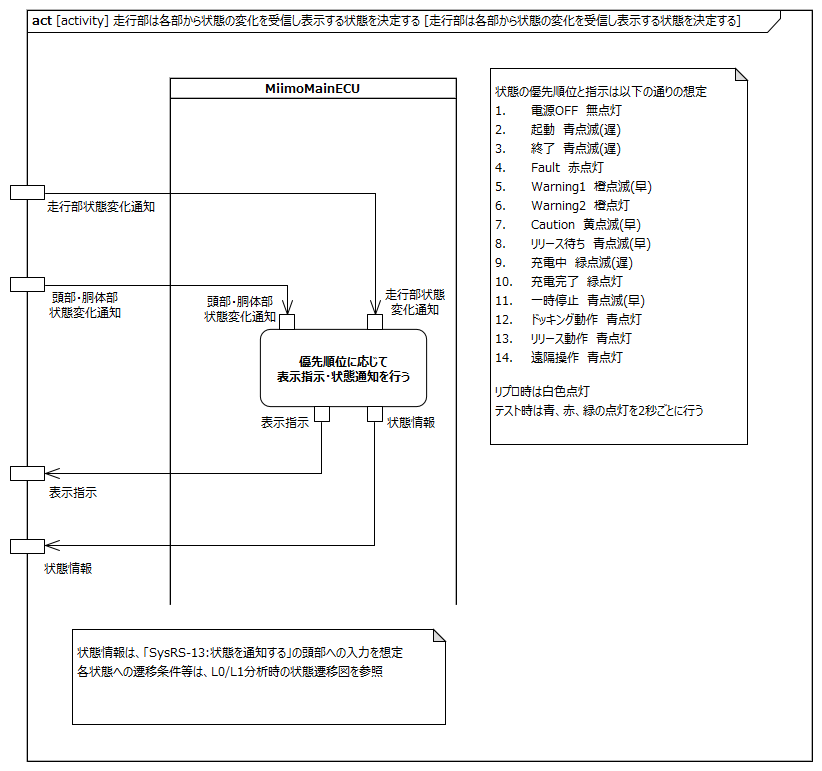 act [activity] 走行部は各部から状態の変化を受信し表示する状態を決定する [走行部は各部から状態の変化を受信し表示する状態を決定する]
MiimoMainECU
状態の優先順位と指示は以下の通りの想定
1. 電源OFF 無点灯
2. 起動 青点滅(遅)
3. 終了 青点滅(遅)
4. Fault 赤点灯
5. Warning1 橙点滅(早)
6. Warning2 橙点灯
7. Caution 黄点滅(早)
8. リリース待ち 青点滅(早)
9. 充電中 緑点滅(遅)
10. 充電完了 緑点灯
11. 一時停止 青点滅(早)
12. ドッキング動作 青点灯
13. リリース動作 青点灯
14. 遠隔操作 青点灯
リプロ時は白色点灯
テスト時は青、赤、緑の点灯を2秒ごとに行う
走行部状態変化通知
頭部・胴体部
状態変化通知
頭部・胴体部
状態変化通知
走行部状態
変化通知
優先順位に応じて
表示指示・状態通知を行う
表示指示
状態情報
表示指示
状態情報
状態情報は、「SysRS-13:状態を通知する」の頭部への入力を想定
各状態への遷移条件等は、L0/L1分析時の状態遷移図を参照